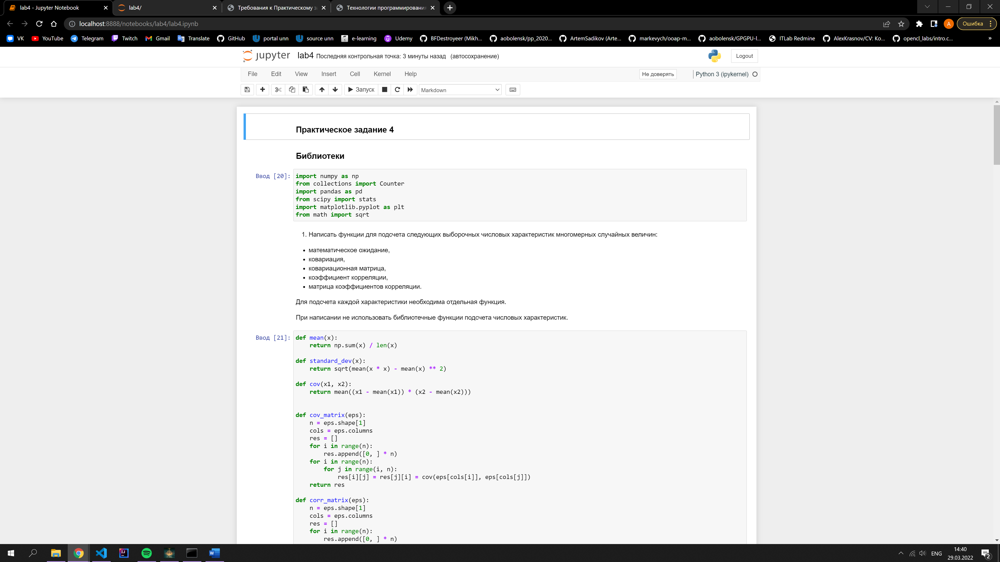 lab4 - Jupyter Notebook
lab4/
Требования к Практическому за
Технологии программирования
localhost:8888/notebooks/lab4/lab4.ipynb
A
Ошибка
VK YouTube Telegram Twitch Gmail Translate GitHub portal unn source unn e-learning Udemy BFDestroyeer (Mikh... aobolensk/pp_2020... ArtemSadikov (Arte... markevych/ooap-m... aobolensk/GPGPU-l... ITLab Redmine AlexKrasnov/CV: Ko... opencl_labs/intro.c... »
jupyter lab4 Последняя контрольная точка: 3 минуты назад (автосохранение)
Logout
File Edit View Insert Cell Kernel Help
Не доверять
Python 3 (ipykernel)
Запуск
Markdown
Практическое задание 4
Библиотеки
Ввод [20]:
import numpy as np
from collections import Counter
import pandas as pd
from scipy import stats
import matplotlib.pyplot as plt
from math import sqrt
1. Написать функции для подсчета следующих выборочных числовых характеристик многомерных случайных величин:
• математическое ожидание,
• ковариация,
• ковариационная матрица,
• коэффициент корреляции,
• матрица коэффициентов корреляции.
Для подсчета каждой характеристики необходима отдельная функция.
При написании не использовать библиотечные функции подсчета числовых характеристик.
Ввод [21]:
def mean(x):
    return np.sum(x) / len(x)
def standard_dev(x):
    return sqrt(mean(x * x) - mean(x) ** 2)
def cov(x1, x2):
    return mean((x1 - mean(x1)) * (x2 - mean(x2)))
def cov_matrix(eps):
    n = eps.shape[1]
    cols = eps.columns
    res = []
    for i in range(n):
        res.append([0, ] * n)
    for i in range(n):
        for j in range(i, n):
            res[i][j] = res[j][i] = cov(eps[cols[i]], eps[cols[j]])
    return res
def corr_matrix(eps):
    n = eps.shape[1]
    cols = eps.columns
    res = []
    for i in range(n):
        res.append([0, ] * n)
ENG
14:40
29.03.2022
2